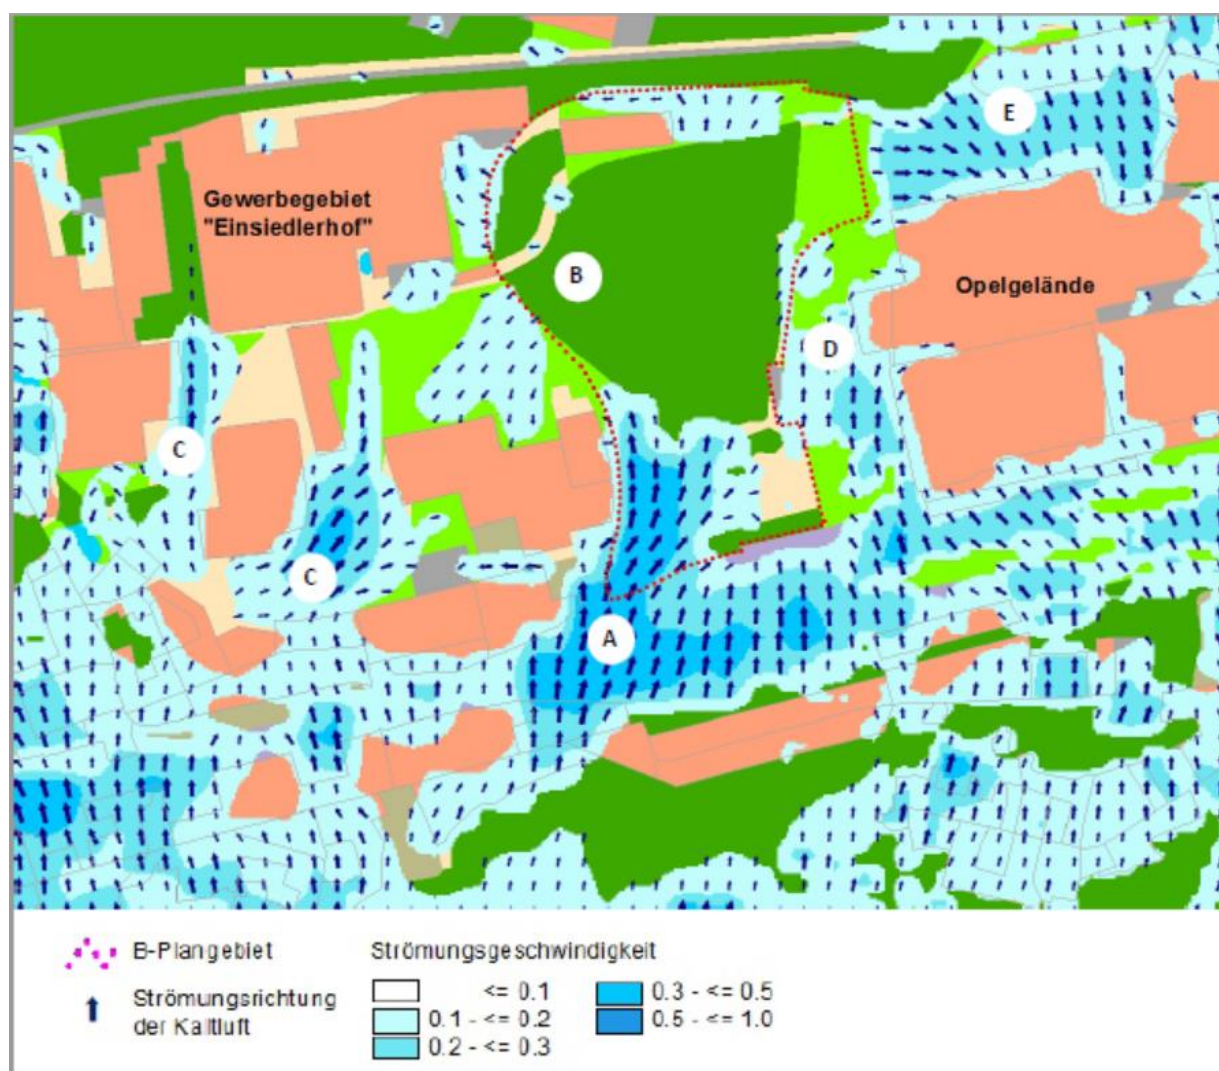 E
Gewerbegebiet
"Einsiedlerhof"
B
Opelgelände
D
C
C
A
B-Plangebiet
Strömungsrichtung
der Kaltluft
Strömungsgeschwindigkeit
<= 0.1
0.1 - <= 0.2
0.2 - <= 0.3
0.3 - <= 0.5
0.5 - <= 1.0